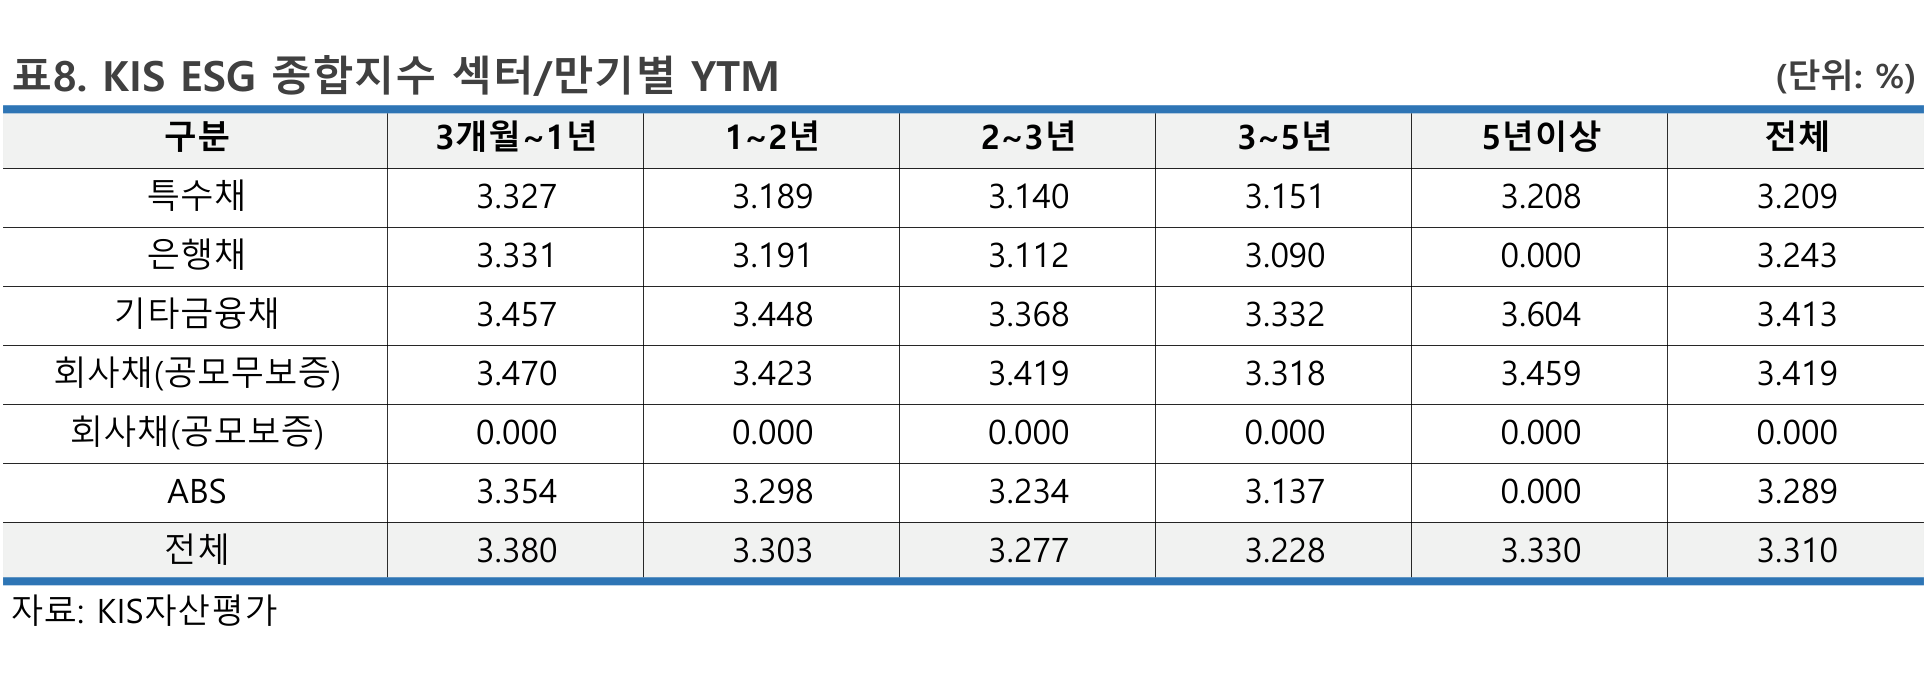 표8. KIS ESG 종합지수 섹터/만기별 YTM (단위: %)
구분 3개월~1년 1~2년 2~3년 3~5년 5년이상 전체
특수채 3.327 3.189 3.140 3.151 3.208 3.209
은행채 3.331 3.191 3.112 3.090 0.000 3.243
기타금융채 3.457 3.448 3.368 3.332 3.604 3.413
회사채(공모무보증) 3.470 3.423 3.419 3.318 3.459 3.419
회사채(공모보증) 0.000 0.000 0.000 0.000 0.000 0.000
ABS 3.354 3.298 3.234 3.137 0.000 3.289
전체 3.380 3.303 3.277 3.228 3.330 3.310
자료: KIS자산평가